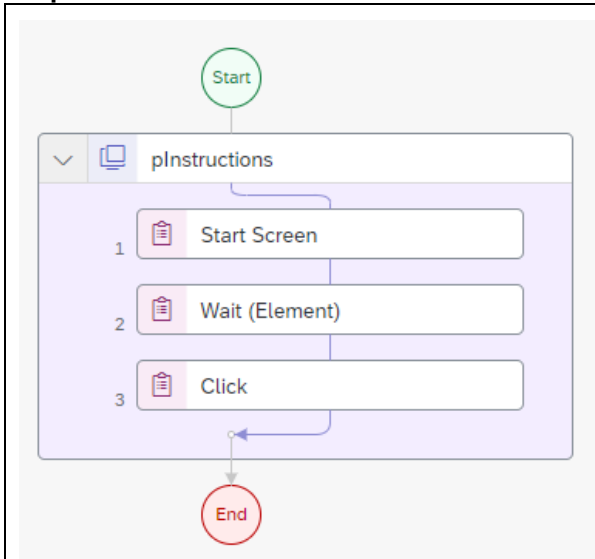 Start
pInstructions
1 Start Screen
2 Wait (Element)
3 Click
End